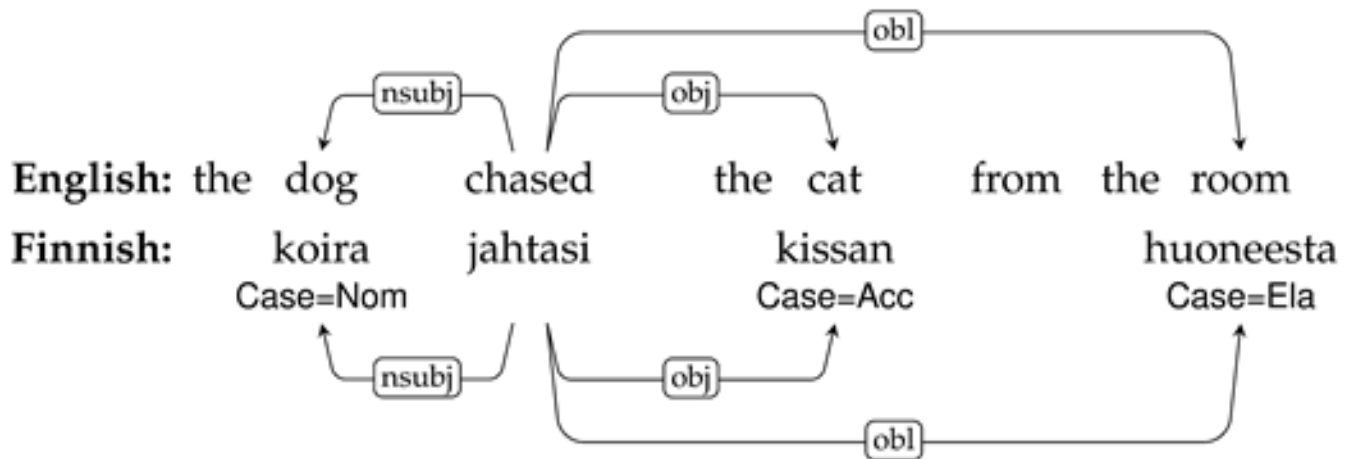 obl
nsubj obj
English: the dog chased the cat from the room
Finnish: koira jahtasi kissan huoneesta
Case=Nom Case=Acc Case=Ela
nsubj obj
obl